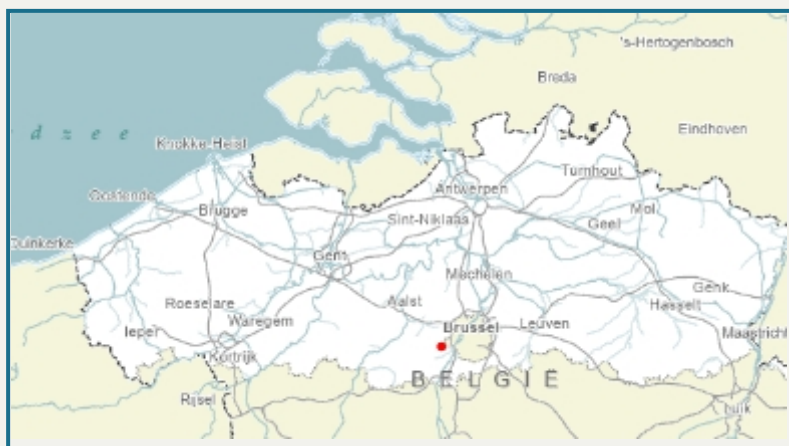 's-Hertogenbosch
Breda
dzee
Eindhoven
Knokke-Heist
Turnhout
Antwerpen
Oostende
Mol
Brugge
Sint-Niklaas
Geel
Duinkerke
Gent
Mechelen
Genk
Roeselare
Aalst
Hasselt
Waregem
Brussel
Leuven
Ieper
Maastricht
Kortrijk
BELGIË
Rijsel
Luik